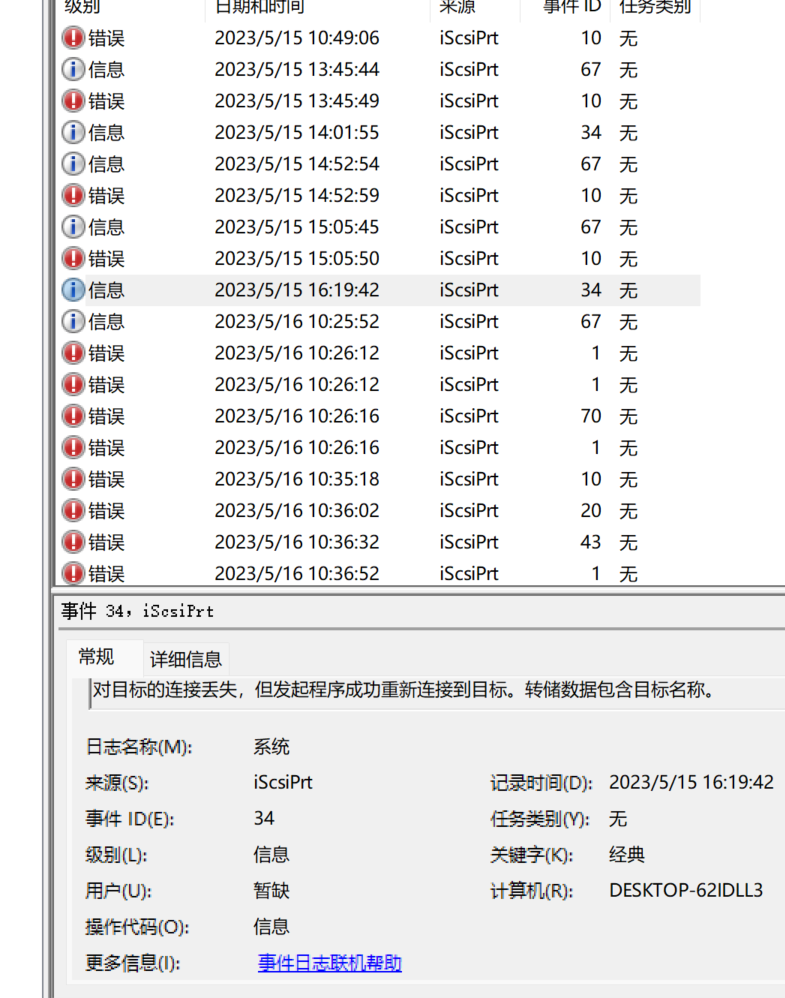 级别 日期和时间 来源 事件 ID 任务类别
错误 2023/5/15 10:49:06 iScsiPrt 10 无
信息 2023/5/15 13:45:44 iScsiPrt 67 无
错误 2023/5/15 13:45:49 iScsiPrt 10 无
信息 2023/5/15 14:01:55 iScsiPrt 34 无
信息 2023/5/15 14:52:54 iScsiPrt 67 无
错误 2023/5/15 14:52:59 iScsiPrt 10 无
信息 2023/5/15 15:05:45 iScsiPrt 67 无
错误 2023/5/15 15:05:50 iScsiPrt 10 无
信息 2023/5/15 16:19:42 iScsiPrt 34 无
信息 2023/5/16 10:25:52 iScsiPrt 67 无
错误 2023/5/16 10:26:12 iScsiPrt 1 无
错误 2023/5/16 10:26:12 iScsiPrt 1 无
错误 2023/5/16 10:26:16 iScsiPrt 70 无
错误 2023/5/16 10:26:16 iScsiPrt 1 无
错误 2023/5/16 10:35:18 iScsiPrt 10 无
错误 2023/5/16 10:36:02 iScsiPrt 20 无
错误 2023/5/16 10:36:32 iScsiPrt 43 无
错误 2023/5/16 10:36:52 iScsiPrt 1 无
事件 34，iScsiPrt
常规 详细信息
对目标的连接丢失，但发起程序成功重新连接到目标。转储数据包含目标名称。
日志名称(M): 系统
来源(S): iScsiPrt 记录时间(D): 2023/5/15 16:19:42
事件 ID(E): 34 任务类别(Y): 无
级别(L): 信息 关键字(K): 经典
用户(U): 暂缺 计算机(R): DESKTOP-62IDLL3
操作代码(O): 信息
更多信息(I): 事件日志联机帮助